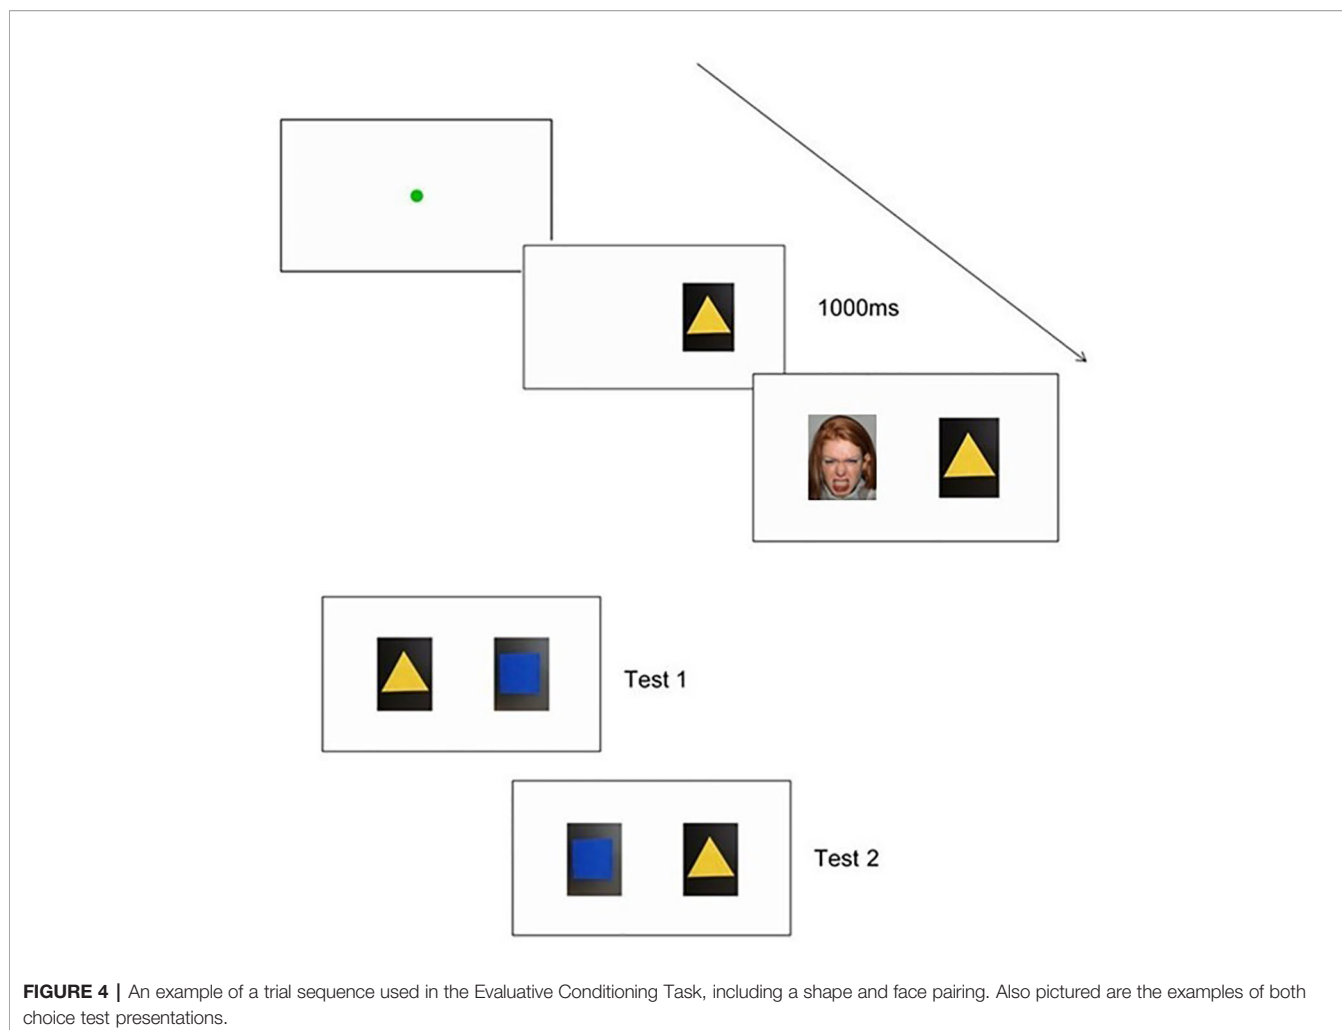 1000ms
Test 1
Test 2
FIGURE 4 | An example of a trial sequence used in the Evaluative Conditioning Task, including a shape and face pairing. Also pictured are the examples of both
choice test presentations.